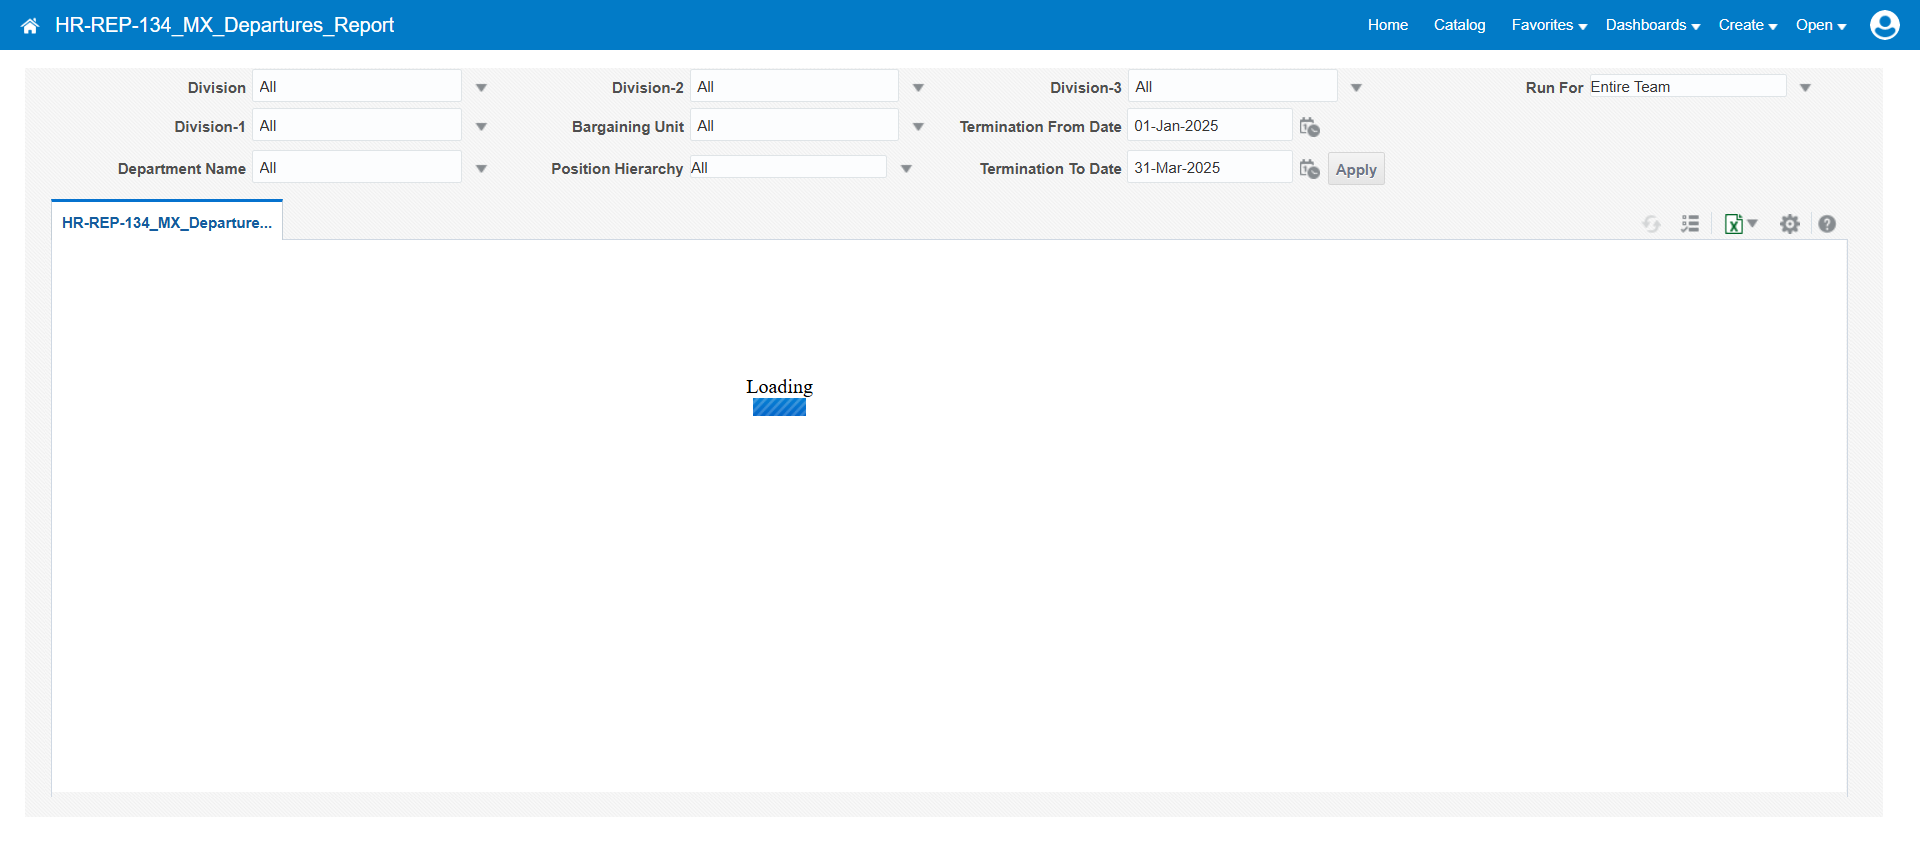 HR-REP-134_MX_Departures_Report
Home Catalog Favorites Dashboards Create Open
Division All Division-2 All Division-3 All Run For Entire Team
Division-1 All Bargaining Unit All Termination From Date 01-Jan-2025
Department Name All Position Hierarchy All Termination To Date 31-Mar-2025 Apply
HR-REP-134_MX_Departure...
Loading